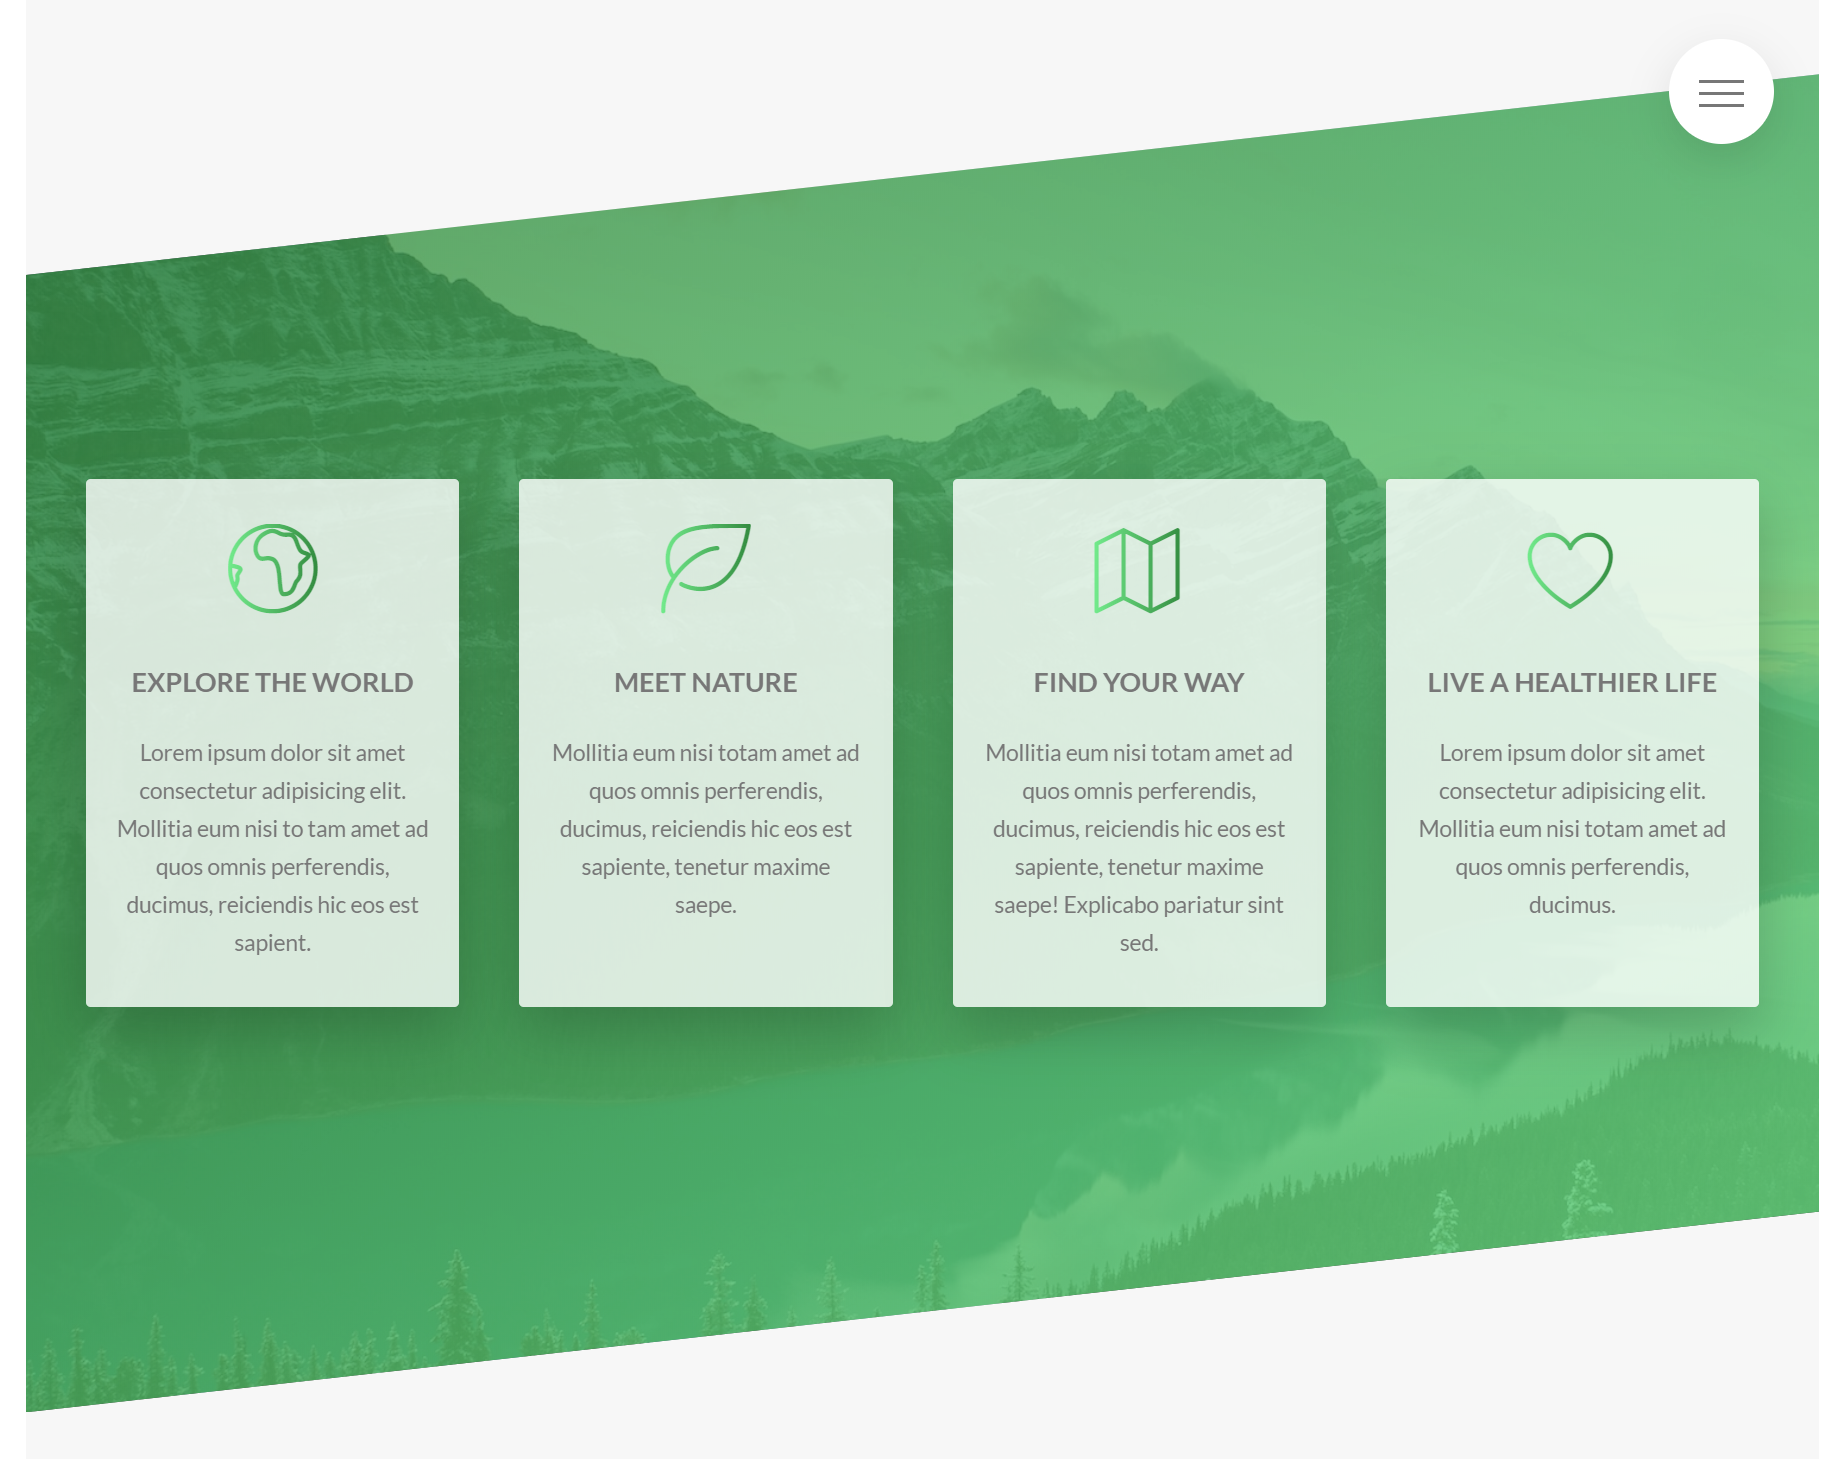 EXPLORE THE WORLD
Lorem ipsum dolor sit amet
consectetur adipisicing elit.
Mollitia eum nisi to tam amet ad
quos omnis perferendis,
ducimus, reiciendis hic eos est
sapient.
MEET NATURE
Mollitia eum nisi totam amet ad
quos omnis perferendis,
ducimus, reiciendis hic eos est
sapiente, tenetur maxime
saepe.
FIND YOUR WAY
Mollitia eum nisi totam amet ad
quos omnis perferendis,
ducimus, reiciendis hic eos est
sapiente, tenetur maxime
saepe! Explicabo pariatur sint
sed.
LIVE A HEALTHIER LIFE
Lorem ipsum dolor sit amet
consectetur adipisicing elit.
Mollitia eum nisi totam amet ad
quos omnis perferendis,
ducimus.